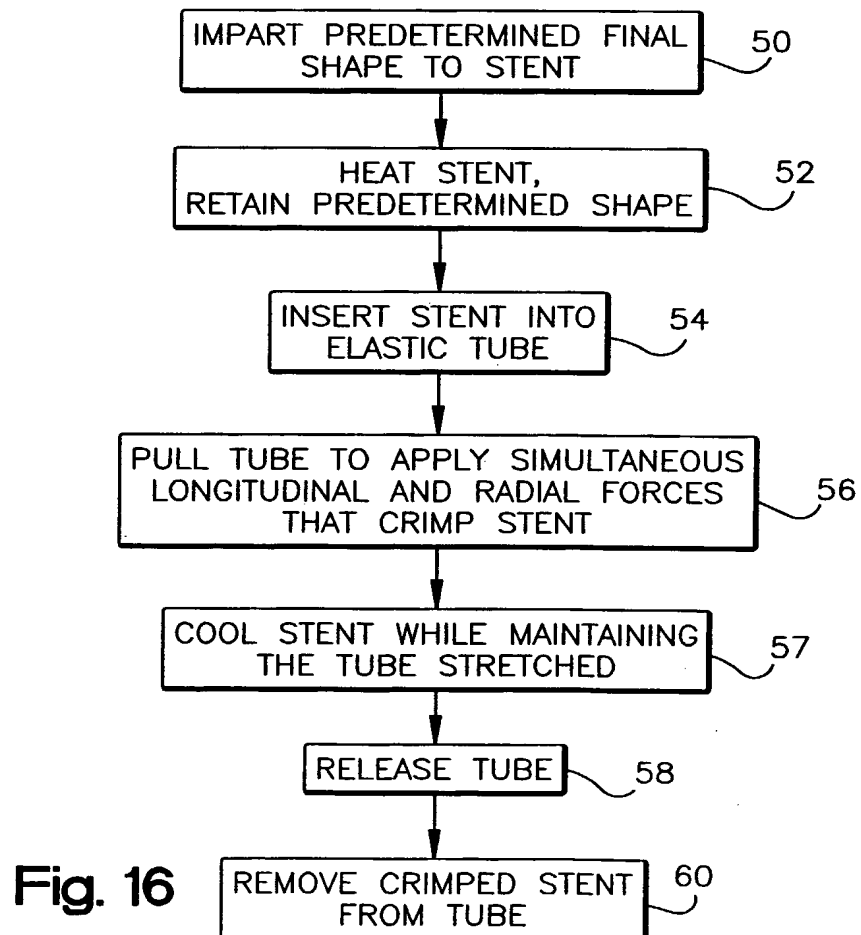 IMPART PREDETERMINED FINAL
SHAPE TO STENT
50
HEAT STENT,
RETAIN PREDETERMINED SHAPE
52
INSERT STENT INTO
ELASTIC TUBE
54
PULL TUBE TO APPLY SIMULTANEOUS
LONGITUDINAL AND RADIAL FORCES
THAT CRIMP STENT
56
COOL STENT WHILE MAINTAINING
THE TUBE STRETCHED
57
RELEASE TUBE
58
REMOVE CRIMPED STENT
FROM TUBE
60
Fig. 16